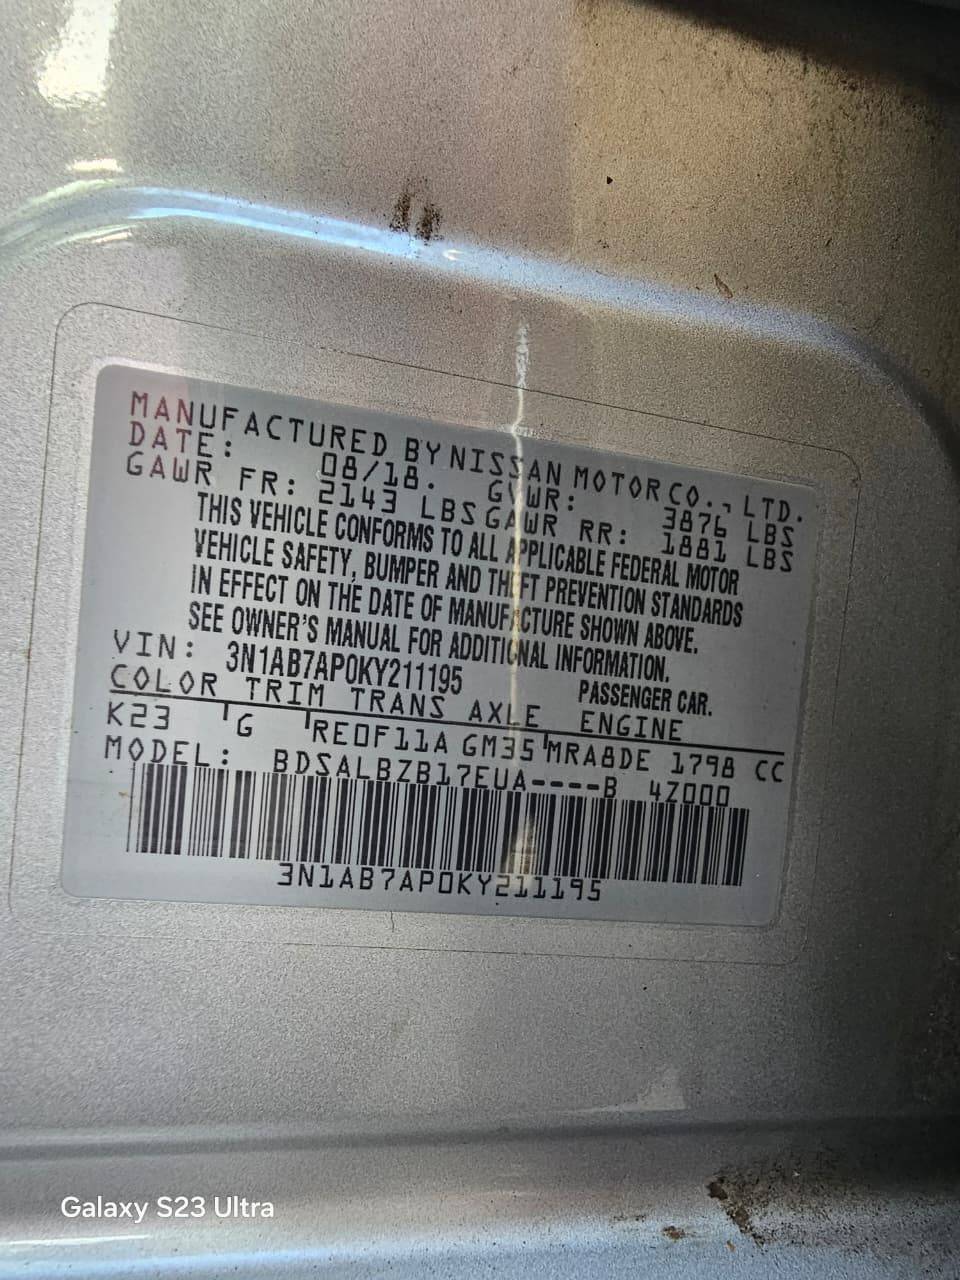 MANUFACTURED BY NISSAN MOTOR CO., LTD.
DATE: 08/18. GVWR: 3876 LBS
GAWR FR: 2143 LBS GAWR RR: 1881 LBS
THIS VEHICLE CONFORMS TO ALL APPLICABLE FEDERAL MOTOR
VEHICLE SAFETY, BUMPER AND THEFT PREVENTION STANDARDS
IN EFFECT ON THE DATE OF MANUFACTURE SHOWN ABOVE.
SEE OWNER'S MANUAL FOR ADDITIONAL INFORMATION.
VIN: 3N1AB7AP0KY211195 PASSENGER CAR.
COLOR TRIM TRANS AXLE ENGINE
K23 G RE0F11A GM35 MRA8DE 1798 CC
MODEL: BDSALBZB17EUA----B 4Z000
3N1AB7AP0KY211195
Galaxy S23 Ultra